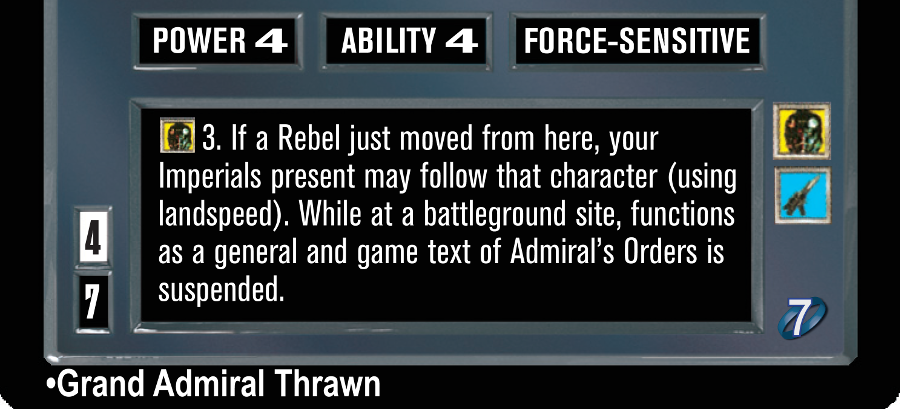 POWER 4 ABILITY 4 FORCE-SENSITIVE
3. If a Rebel just moved from here, your
Imperials present may follow that character (using
landspeed). While at a battleground site, functions
as a general and game text of Admiral's Orders is
suspended.
4
7
7
•Grand Admiral Thrawn